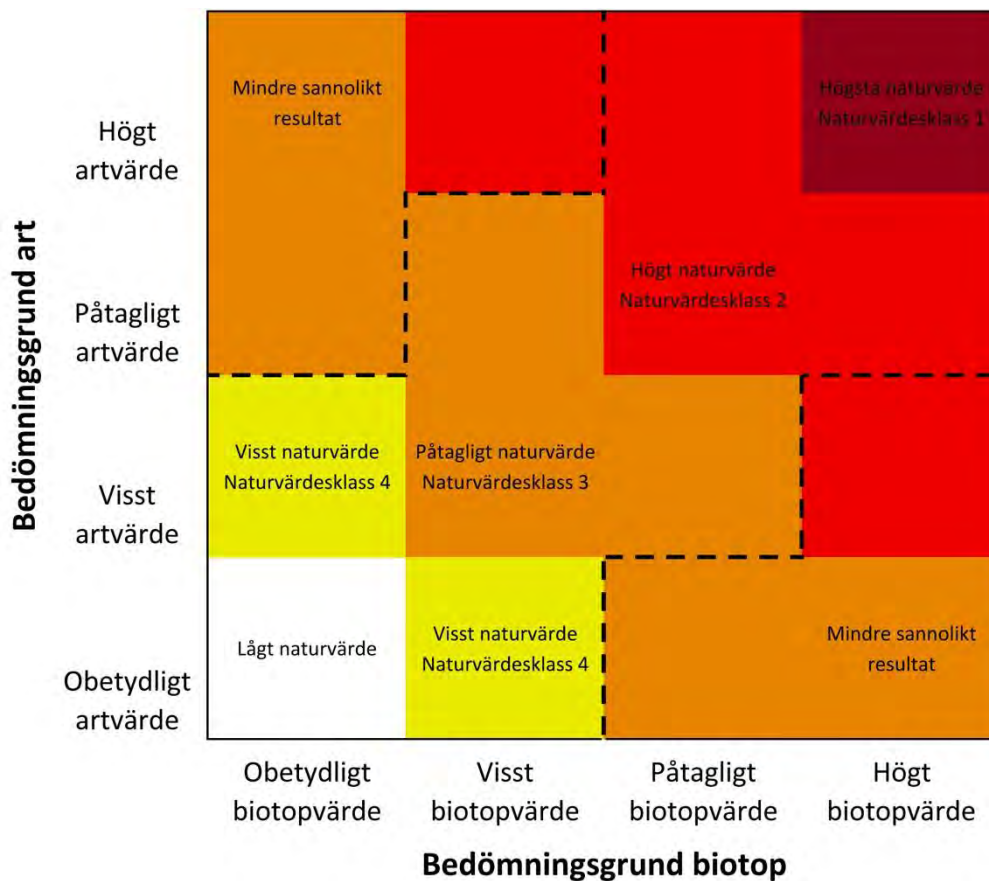 Bedömningsgrund art
Högt
artvärde
Påtagligt
artvärde
Visst
artvärde
Obetydligt
artvärde
Mindre sannolikt
resultat
Högsta naturvärde
Naturvärdesklass 1
Högt naturvärde
Naturvärdesklass 2
Visst naturvärde
Naturvärdesklass 4
Påtagligt naturvärde
Naturvärdesklass 3
Lågt naturvärde
Visst naturvärde
Naturvärdesklass 4
Mindre sannolikt
resultat
Obetydligt
biotopvärde
Visst
biotopvärde
Påtagligt
biotopvärde
Högt
biotopvärde
Bedömningsgrund biotop